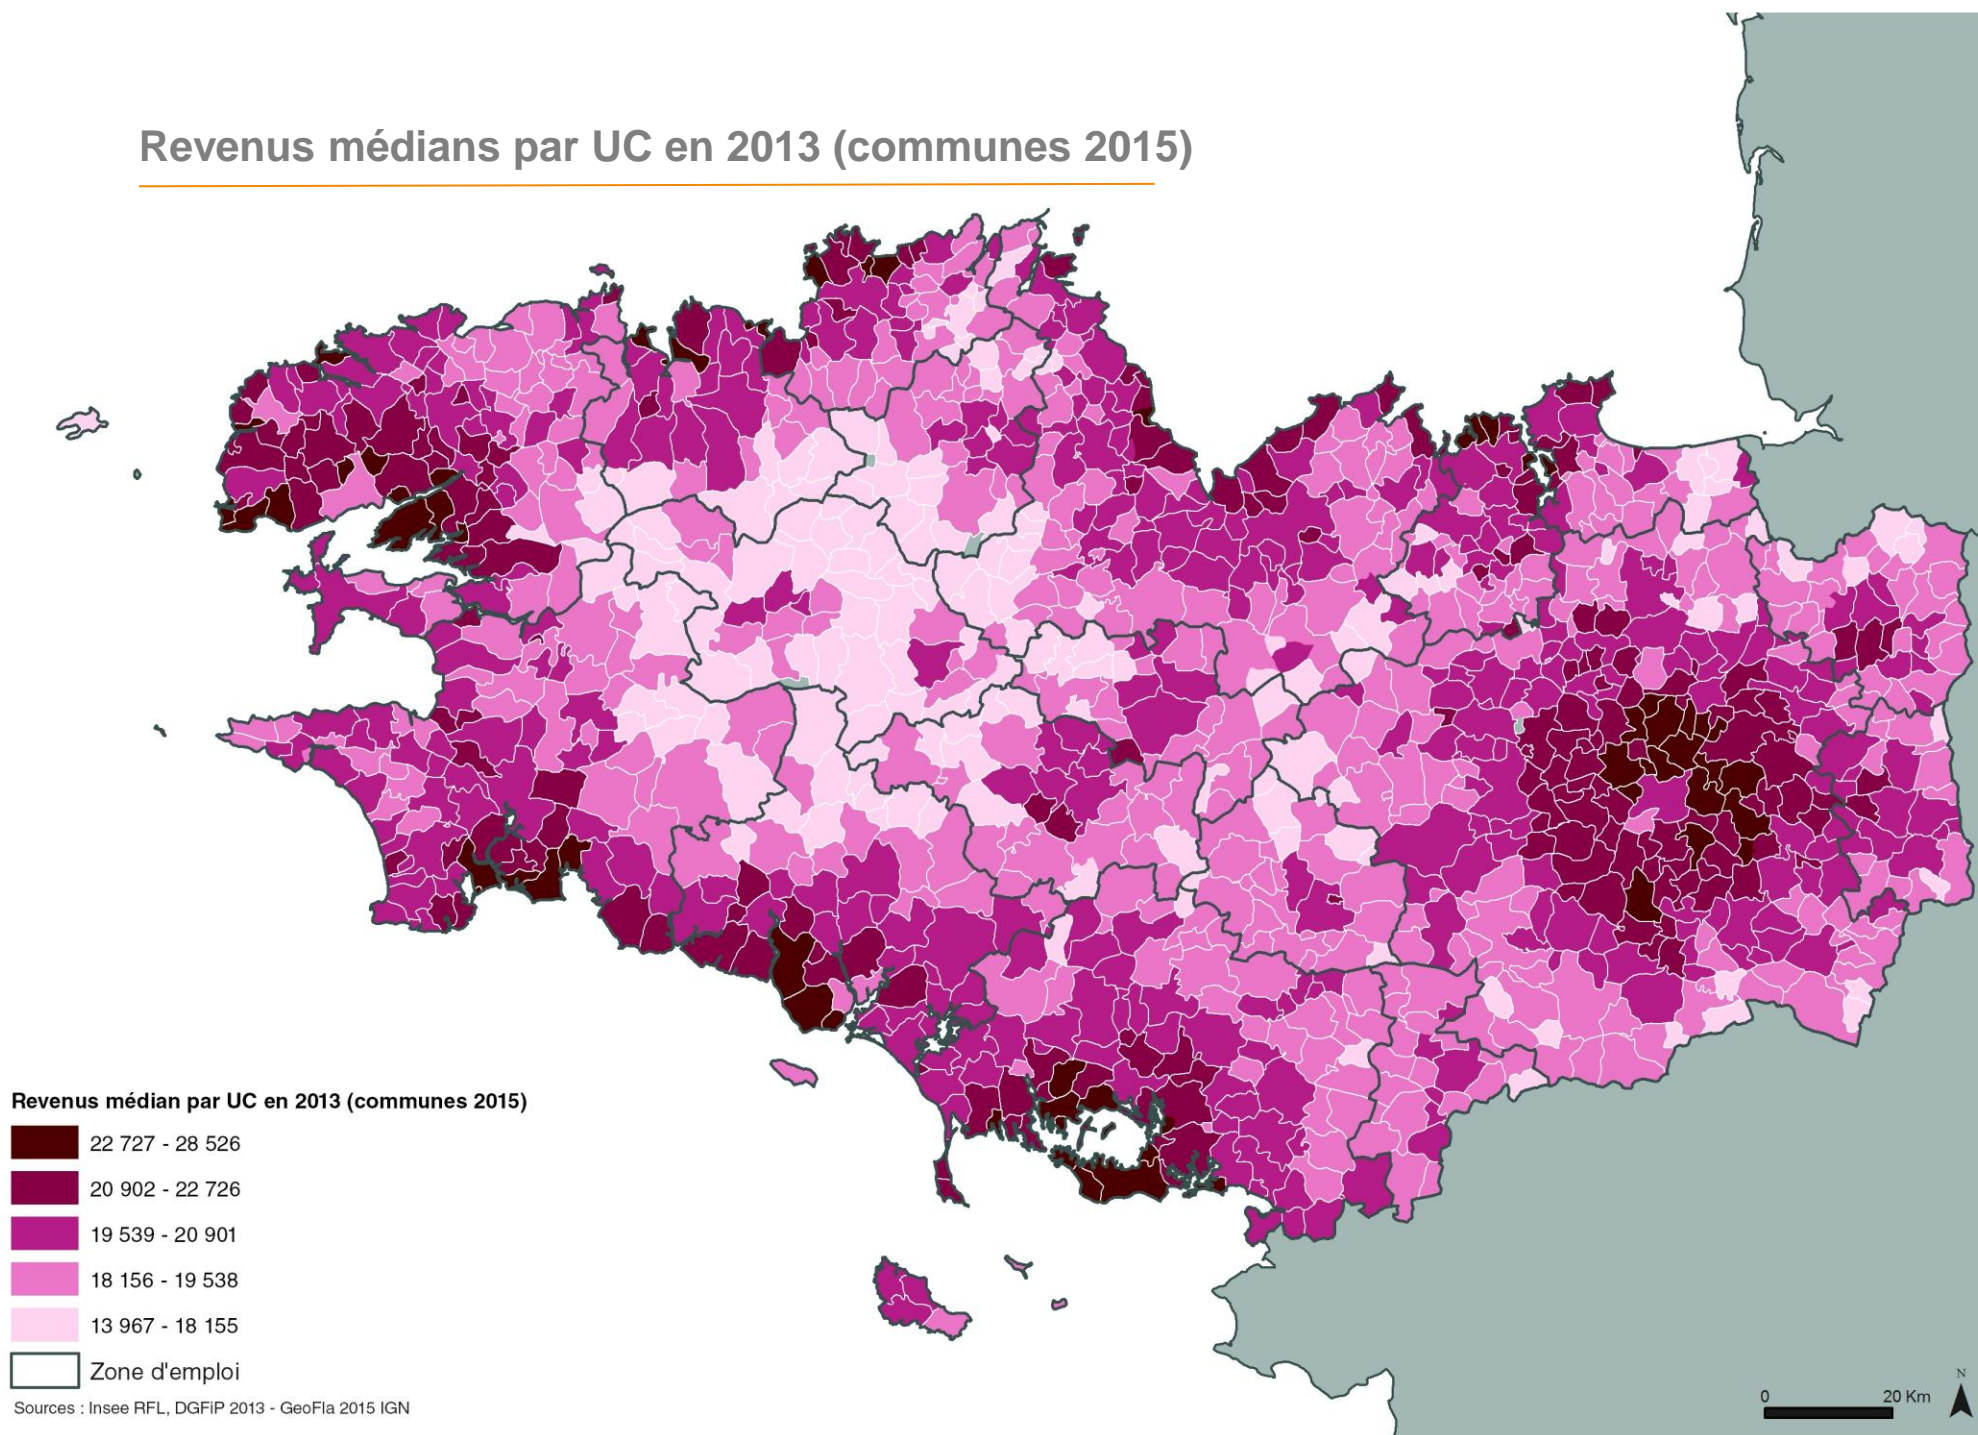 Revenus médians par UC en 2013 (communes 2015)
Revenus médian par UC en 2013 (communes 2015)
22 727 - 28 526
20 902 - 22 726
19 539 - 20 901
18 156 - 19 538
13 967 - 18 155
Zone d'emploi
Sources : Insee RFL, DGFiP 2013 - GeoFla 2015 IGN
0 20 Km
N